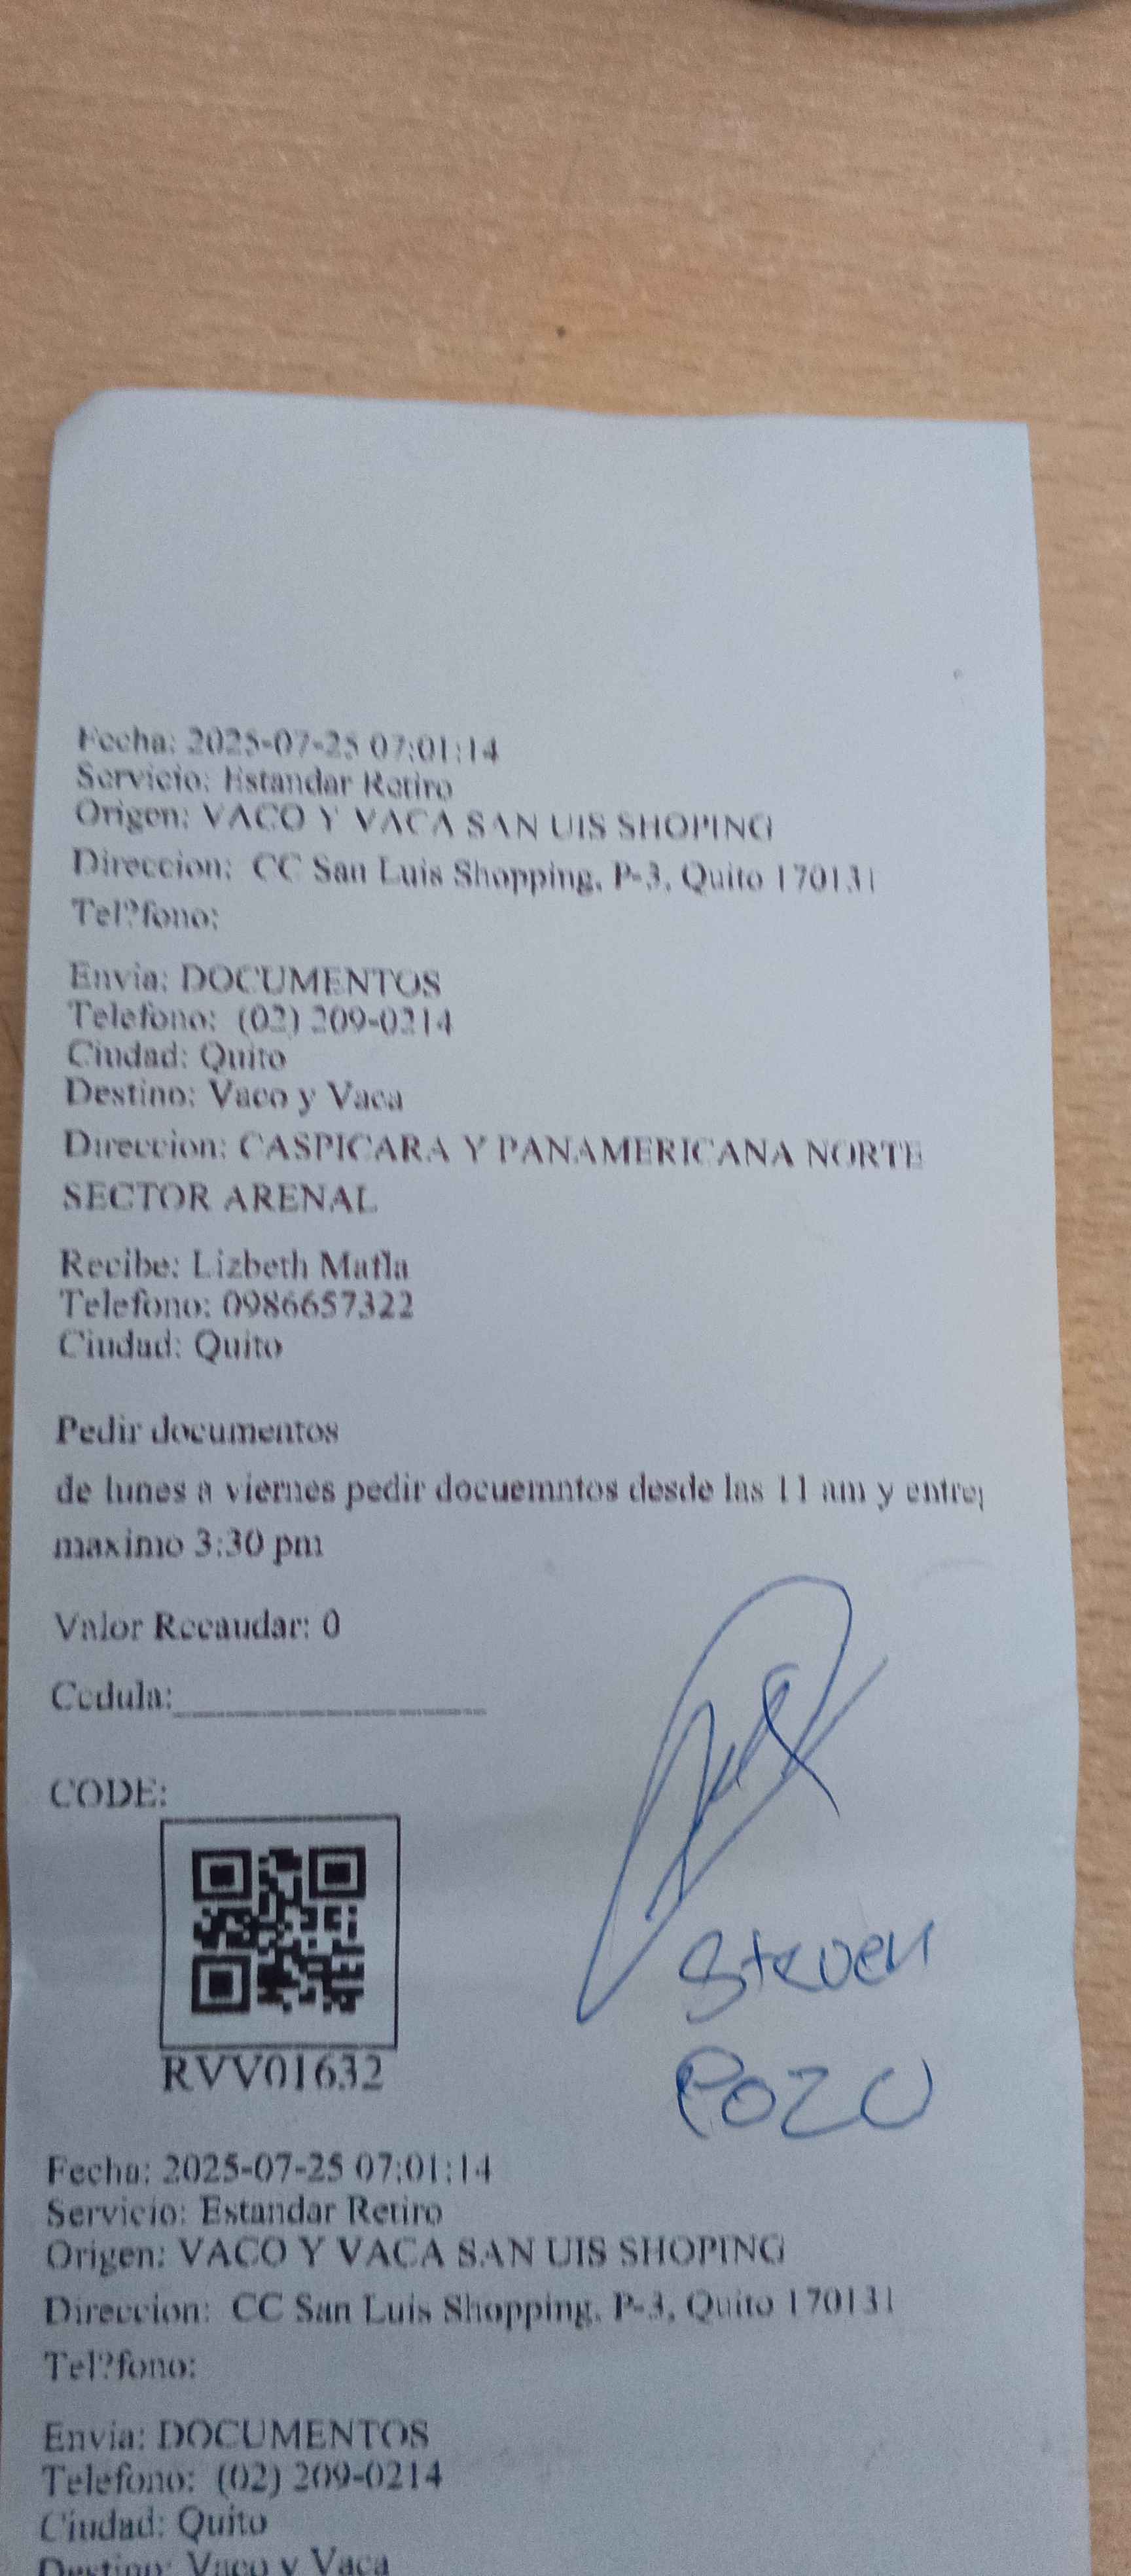 Fecha: 2025-07-25 07:01:14
Servicio: Estandar Retiro
Origen: VACO Y VACA SAN UIS SHOPING
Direccion: CC San Luis Shopping, P-3, Quito 170131
Tel?fono:
Envia: DOCUMENTOS
Telefono: (02) 209-0214
Ciudad: Quito
Destino: Vaco y Vaca
Direccion: CASPICARA Y PANAMERICANA NORTE
SECTOR ARENAL
Recibe: Lizbeth Mafla
Telefono: 0986657322
Ciudad: Quito
Pedir documentos
de lunes a viernes pedir docuemntos desde las 11 am y entre
maximo 3:30 pm
Valor Recaudar: 0
Cedula:
CODE:
Steven
Pozo
RVV01632
Fecha: 2025-07-25 07:01:14
Servicio: Estandar Retiro
Origen: VACO Y VACA SAN UIS SHOPING
Direccion: CC San Luis Shopping, P-3, Quito 170131
Tel?fono:
Envia: DOCUMENTOS
Telefono: (02) 209-0214
Ciudad: Quito
Destino: Vaco y Vaca